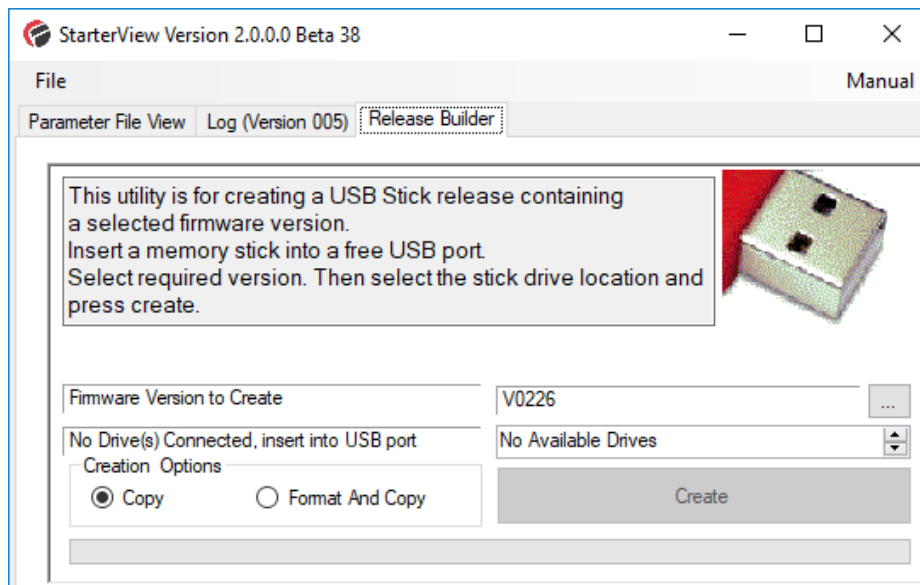 StarterView Version 2.0.0.0 Beta 38
File Manual
Parameter File View Log (Version 005) Release Builder
This utility is for creating a USB Stick release containing
a selected firmware version.
Insert a memory stick into a free USB port.
Select required version. Then select the stick drive location and
press create.
Firmware Version to Create V0226 ...
No Drive(s) Connected, insert into USB port No Available Drives
Creation Options
Copy Format And Copy Create